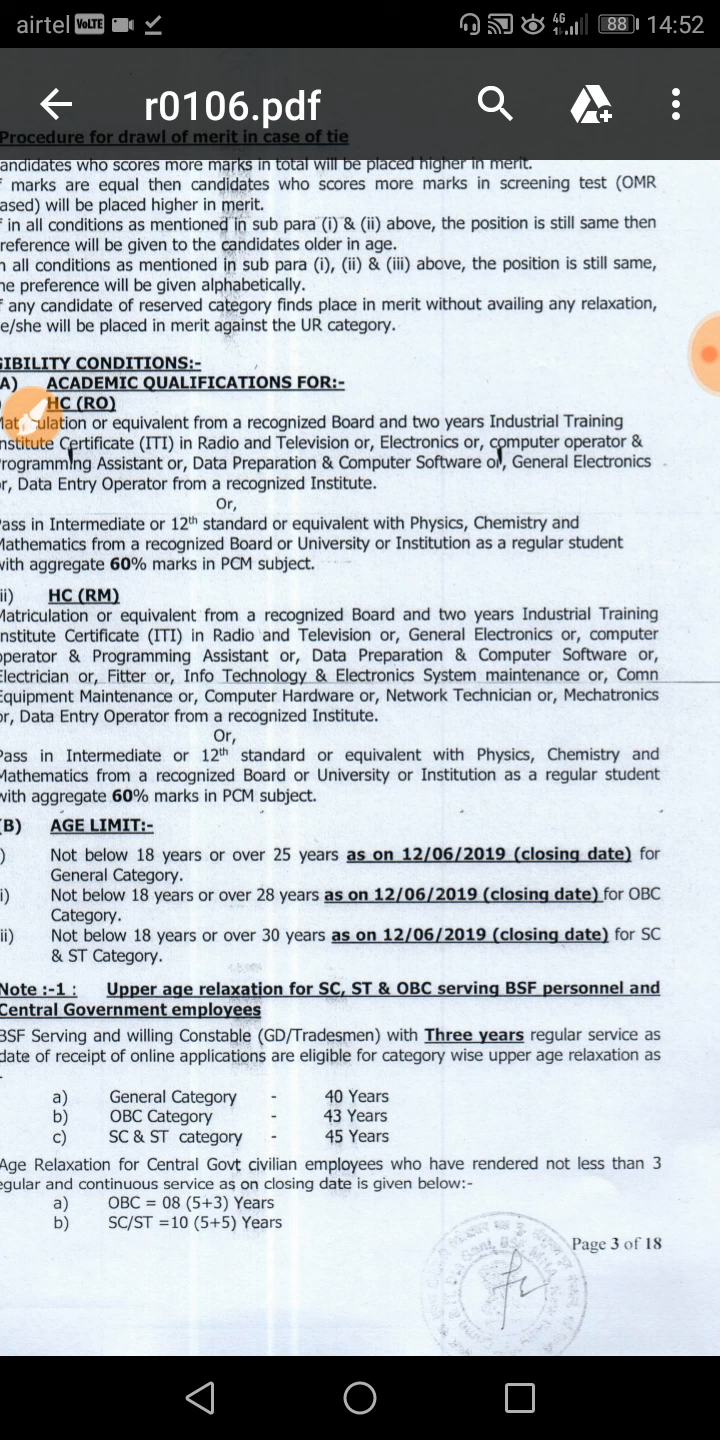 airtel VoLTE 4G 88 14:52
r0106.pdf
Procedure for drawl of merit in case of tie
andidates who scores more marks in total will be placed higher in merit.
f marks are equal then candidates who scores more marks in screening test (OMR
ased) will be placed higher in merit.
f in all conditions as mentioned in sub para (i) & (ii) above, the position is still same then
reference will be given to the candidates older in age.
n all conditions as mentioned in sub para (i), (ii) & (iii) above, the position is still same,
he preference will be given alphabetically.
f any candidate of reserved category finds place in merit without availing any relaxation,
e/she will be placed in merit against the UR category.
GIBILITY CONDITIONS:-
A) ACADEMIC QUALIFICATIONS FOR:-
HC (RO)
Matriculation or equivalent from a recognized Board and two years Industrial Training
nstitute Certificate (ITI) in Radio and Television or, Electronics or, computer operator &
Programming Assistant or, Data Preparation & Computer Software or, General Electronics
or, Data Entry Operator from a recognized Institute.
Or,
Pass in Intermediate or 12th standard or equivalent with Physics, Chemistry and
Mathematics from a recognized Board or University or Institution as a regular student
with aggregate 60% marks in PCM subject.
ii) HC (RM)
Matriculation or equivalent from a recognized Board and two years Industrial Training
nstitute Certificate (ITI) in Radio and Television or, General Electronics or, computer
operator & Programming Assistant or, Data Preparation & Computer Software or,
Electrician or, Fitter or, Info Technology & Electronics System maintenance or, Comn
Equipment Maintenance or, Computer Hardware or, Network Technician or, Mechatronics
or, Data Entry Operator from a recognized Institute.
Or,
Pass in Intermediate or 12th standard or equivalent with Physics, Chemistry and
Mathematics from a recognized Board or University or Institution as a regular student
with aggregate 60% marks in PCM subject.
(B) AGE LIMIT:-
) Not below 18 years or over 25 years as on 12/06/2019 (closing date) for
General Category.
i) Not below 18 years or over 28 years as on 12/06/2019 (closing date) for OBC
Category.
ii) Not below 18 years or over 30 years as on 12/06/2019 (closing date) for SC
& ST Category.
Note :-1 : Upper age relaxation for SC, ST & OBC serving BSF personnel and
Central Government employees
BSF Serving and willing Constable (GD/Tradesmen) with Three years regular service as
date of receipt of online applications are eligible for category wise upper age relaxation as
-
a) General Category - 40 Years
b) OBC Category - 43 Years
c) SC & ST category - 45 Years
Age Relaxation for Central Govt civilian employees who have rendered not less than 3
egular and continuous service as on closing date is given below:-
a) OBC = 08 (5+3) Years
b) SC/ST =10 (5+5) Years
Page 3 of 18